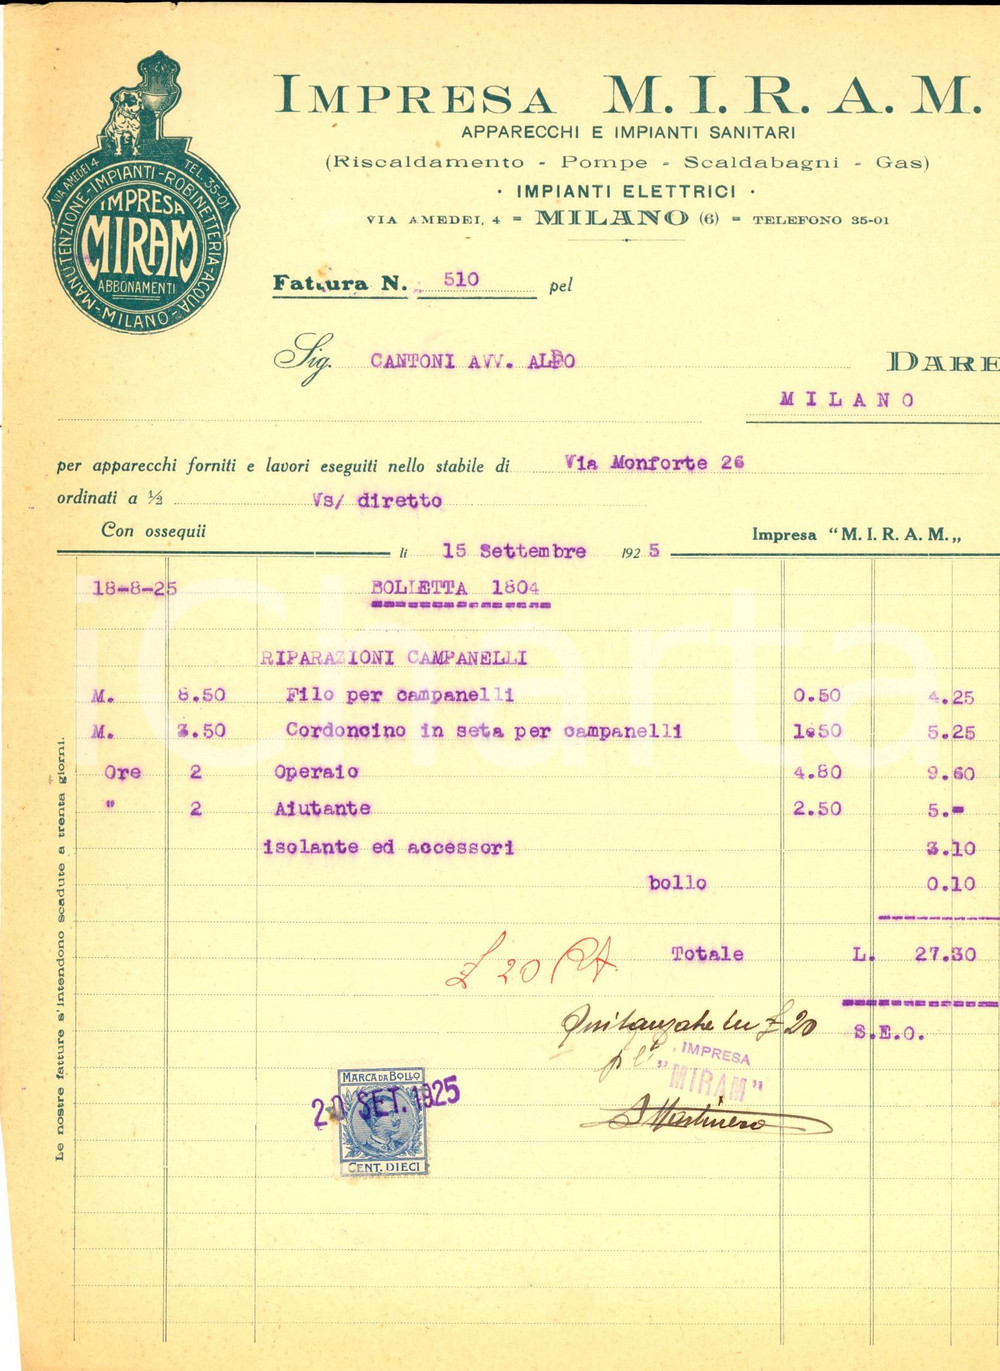 VIA AMEDEI 4 TEL. 35-01
MANUTENZIONE-IMPIANTI-ROBINETTERIA-ACQUA-MILANO-
IMPRESA
MIRAM
ABBONAMENTI
IMPRESA M. I. R. A. M.
APPARECCHI E IMPIANTI SANITARI
(Riscaldamento - Pompe - Scaldabagni - Gas)
· IMPIANTI ELETTRICI ·
VIA AMEDEI, 4 = MILANO (6) = TELEFONO 35-01
Fattura N. 510 pel
Sig. CANTONI AVV. ALDO DARE
MILANO
per apparecchi forniti e lavori eseguiti nello stabile di Via Monforte 26
ordinati a ½ Vs/ diretto
Con ossequii Impresa "M. I. R. A. M.„
li 15 Settembre 1925
18-8-25 BOLLETTA 1804
RIPARAZIONI CAMPANELLI
M. 8.50 Filo per campanelli 0.50 4.25
M. 3.50 Cordoncino in seta per campanelli 1.50 5.25
Ore 2 Operaio 4.80 9.60
" 2 Aiutante 2.50 5.-
isolante ed accessori 3.10
bollo 0.10
£ 20 Totale L. 27.30
£ 20 S.E.O.
IMPRESA
"MIRAM"
MARCA DA BOLLO
20 SET. 1925
CENT. DIECI
Le nostre fatture s'intendono scadute a trenta giorni.
iCharta